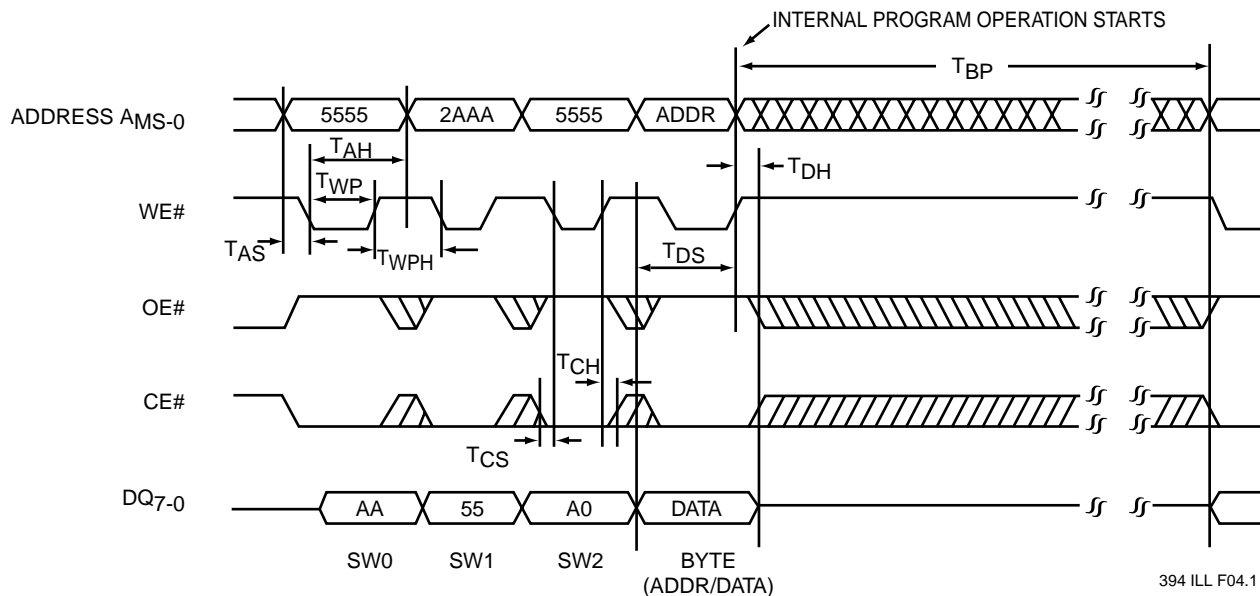 INTERNAL PROGRAM OPERATION STARTS
TBP
ADDRESS AMS-0
5555
2AAA
5555
ADDR
TAH
TDH
TWP
WE#
TAS
TWPH
TDS
OE#
TCH
CE#
TCS
DQ7-0
AA
55
A0
DATA
SW0
SW1
SW2
BYTE
(ADDR/DATA)
394 ILL F04.1